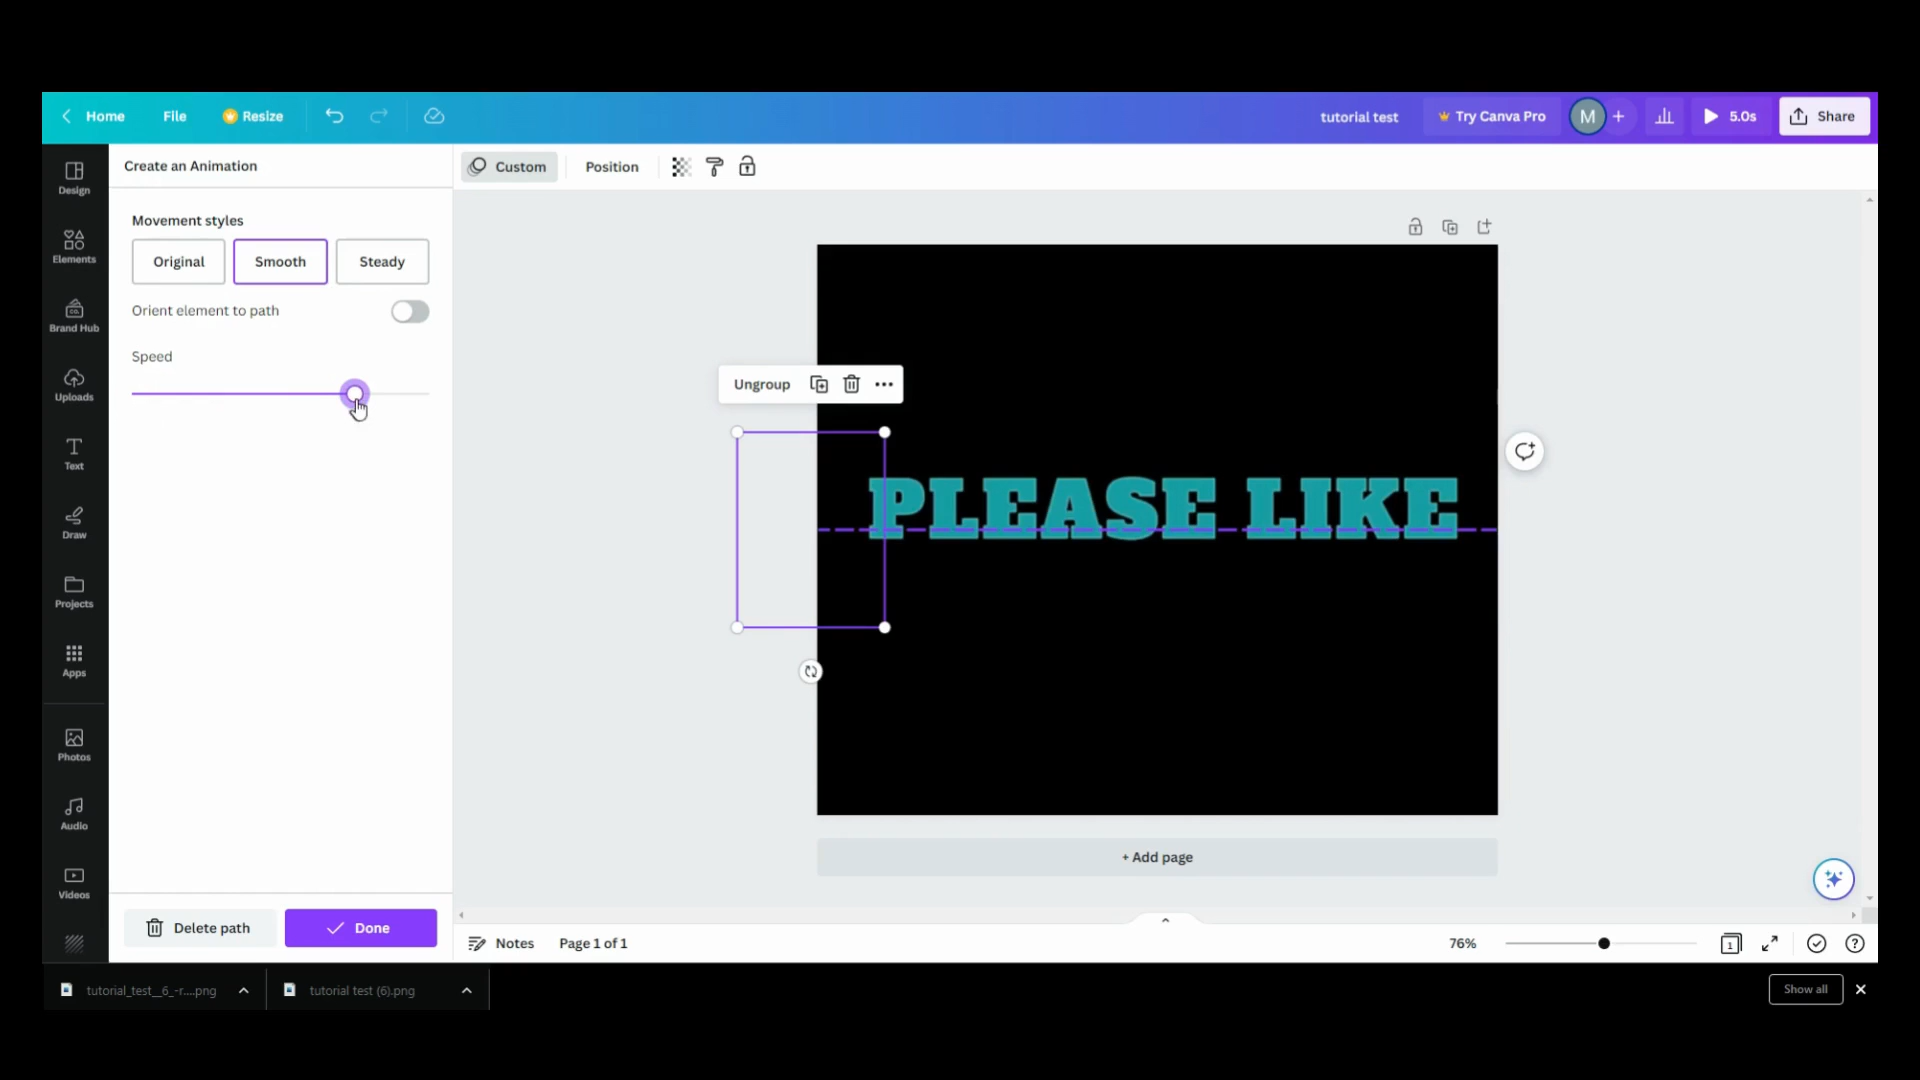 Home File Resize tutorial test Try Canva Pro M + 5.0s Share
Design
Elements
Brand Hub
CO.
Uploads
Text
Draw
Projects
Apps
Photos
Audio
Videos
Create an Animation
Movement styles
Original Smooth Steady
Orient element to path
Speed
Delete path Done
Custom Position
Ungroup
PLEASE LIKE
+ Add page
Notes Page 1 of 1 76% 1 ?
tutorial_test__6_-r....png tutorial test (6).png Show all